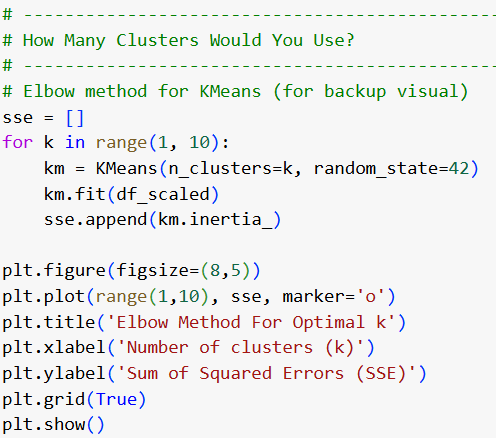 # ---------------------------------------------
# How Many Clusters Would You Use?
# ---------------------------------------------
# Elbow method for KMeans (for backup visual)
sse = []
for k in range(1, 10):
    km = KMeans(n_clusters=k, random_state=42)
    km.fit(df_scaled)
    sse.append(km.inertia_)

plt.figure(figsize=(8,5))
plt.plot(range(1,10), sse, marker='o')
plt.title('Elbow Method For Optimal k')
plt.xlabel('Number of clusters (k)')
plt.ylabel('Sum of Squared Errors (SSE)')
plt.grid(True)
plt.show()